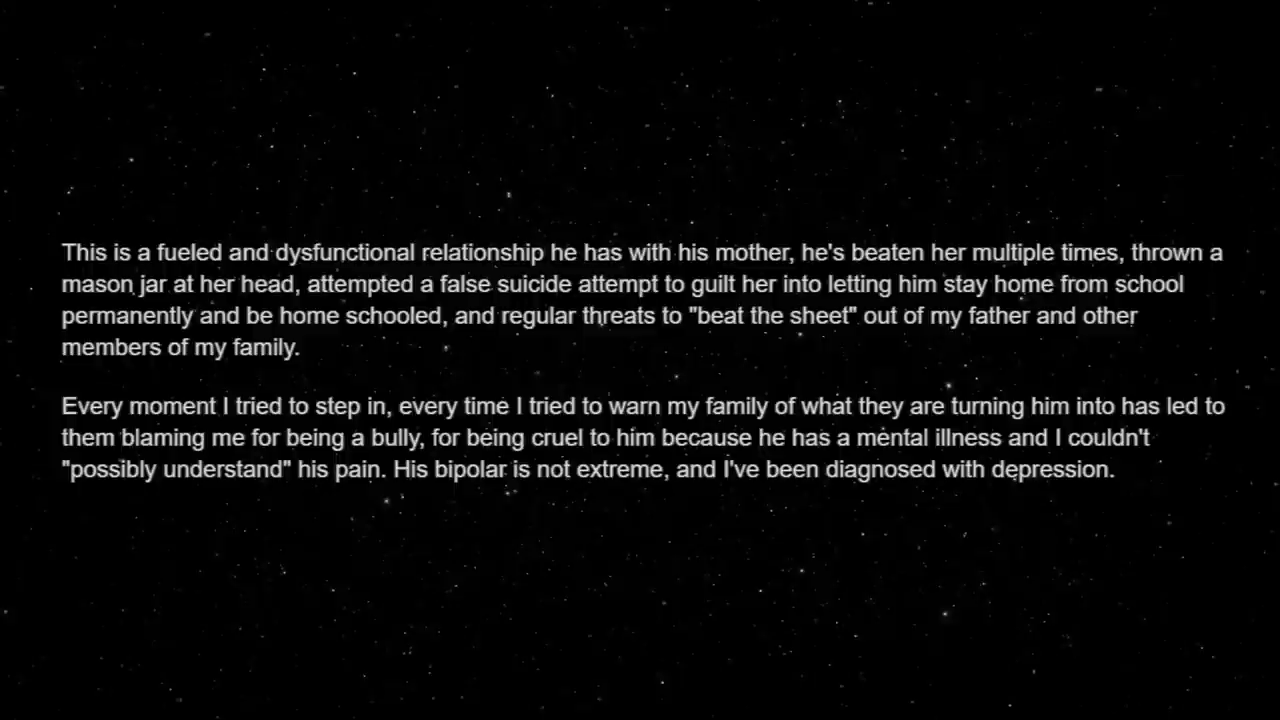 This is a fueled and dysfunctional relationship he has with his mother, he's beaten her multiple times, thrown a
mason jar at her head, attempted a false suicide attempt to guilt her into letting him stay home from school
permanently and be home schooled, and regular threats to "beat the sheet" out of my father and other
members of my family.
Every moment I tried to step in, every time I tried to warn my family of what they are turning him into has led to
them blaming me for being a bully, for being cruel to him because he has a mental illness and I couldn't
"possibly understand" his pain. His bipolar is not extreme, and I've been diagnosed with depression.